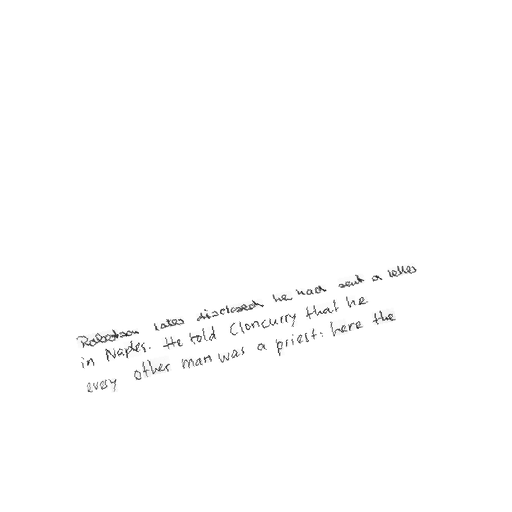 Robertson later disclosed he had sent a letter
in Naples. He told Cloncurry that he
every other man was a priest: here the